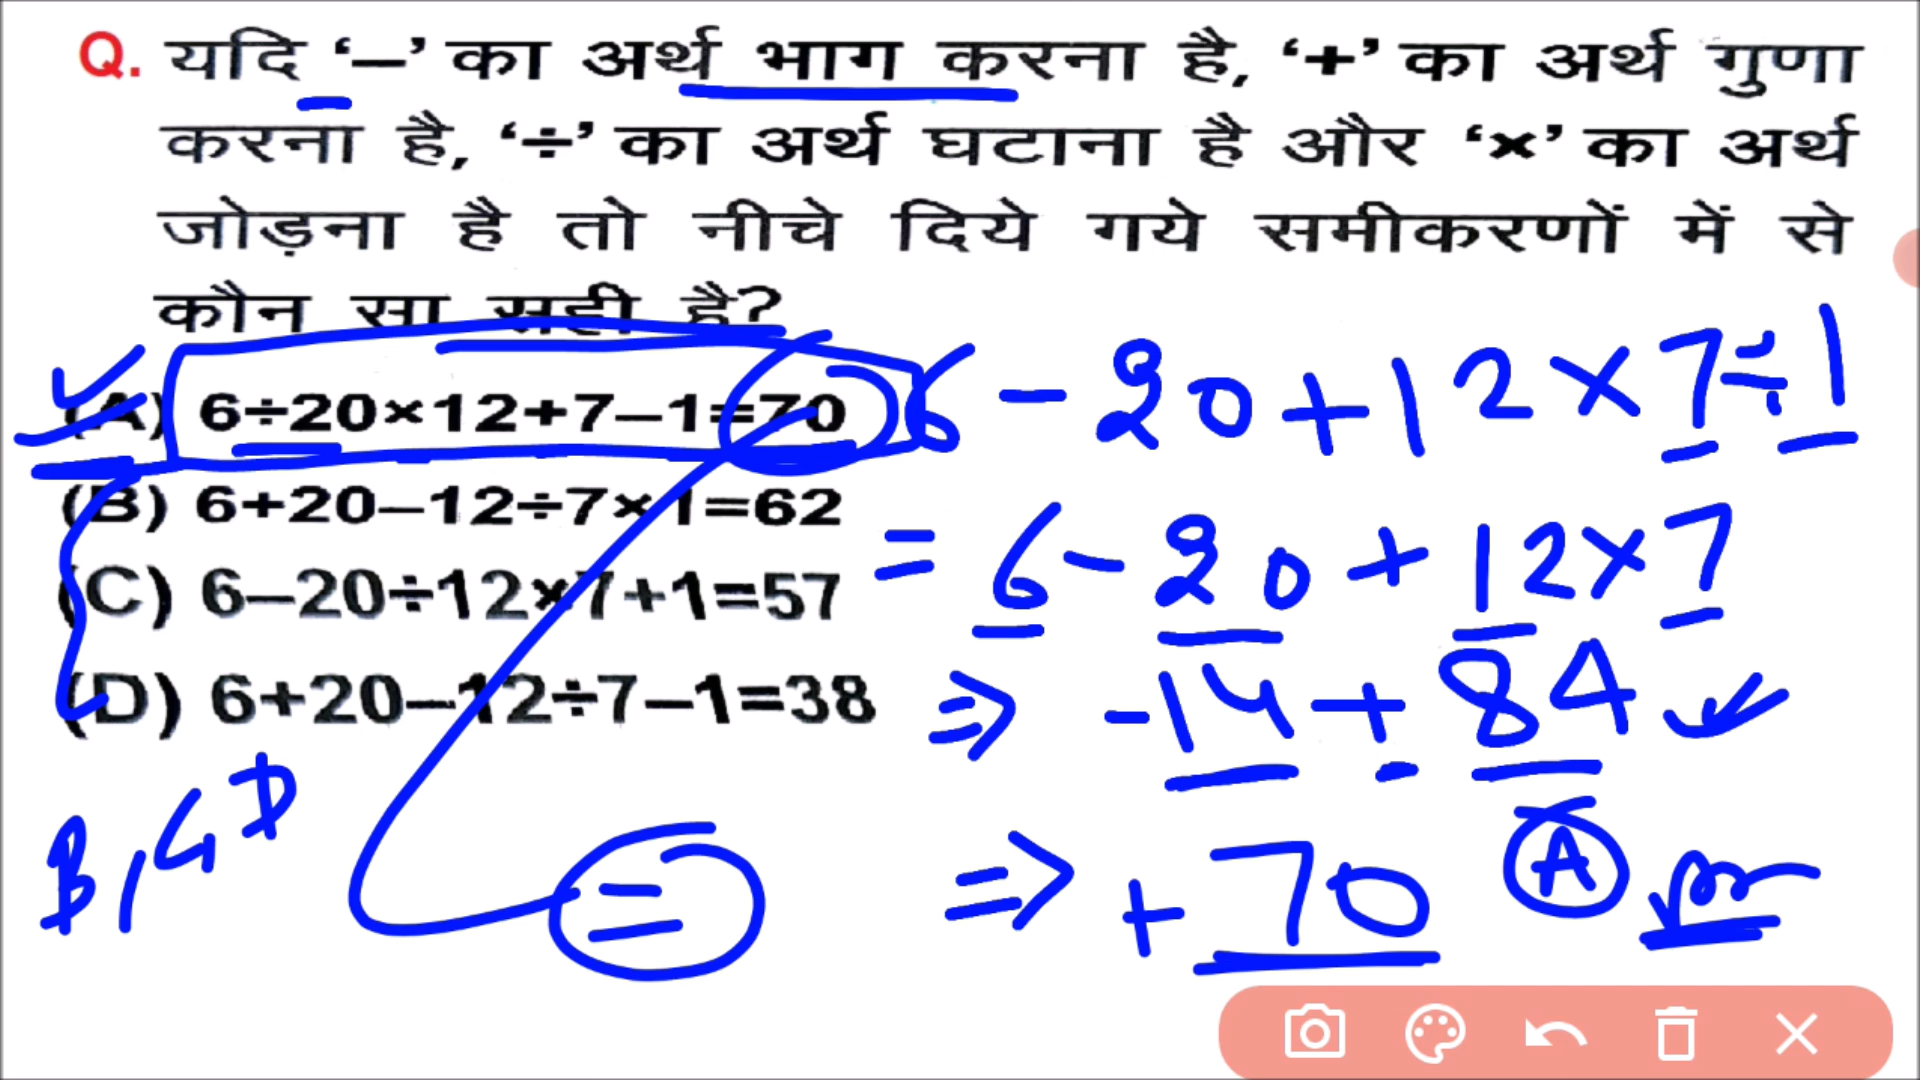 Q. यदि ‘–’ का अर्थ भाग करना है, ‘+’ का अर्थ गुणा
करना है, ‘÷’ का अर्थ घटाना है और ‘×’ का अर्थ
जोड़ना है तो नीचे दिये गये समीकरणों में से
कौन सा सही है?
(A) 6÷20×12+7–1=70
(B) 6+20–12÷7×1=62
(C) 6–20÷12×7+1=57
(D) 6+20–12÷7–1=38
6 - 20 + 12 × 7 ÷ 1
= 6 - 20 + 12 × 7
⇒ -14 + 84
⇒ + 70
A
B, C, D
=